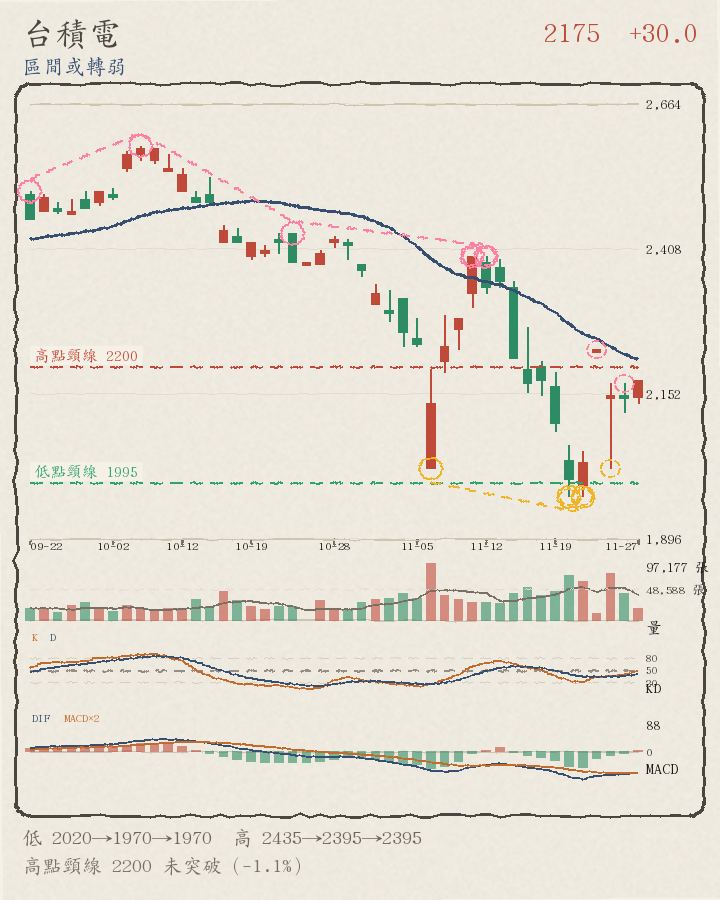 台積電
2175 +30.0
區間或轉弱
2,664
2,408
高點頸線 2200
2,152
低點頸線 1995
1,896
09-22 10-02 10-12 10-19 10-28 11-05 11-12 11-19 11-27
97,177 張
48,588 張
量
K D
80
50
20
KD
DIF MACD×2
88
0
MACD
低 2020→1970→1970 高 2435→2395→2395
高點頸線 2200 未突破 (-1.1%)